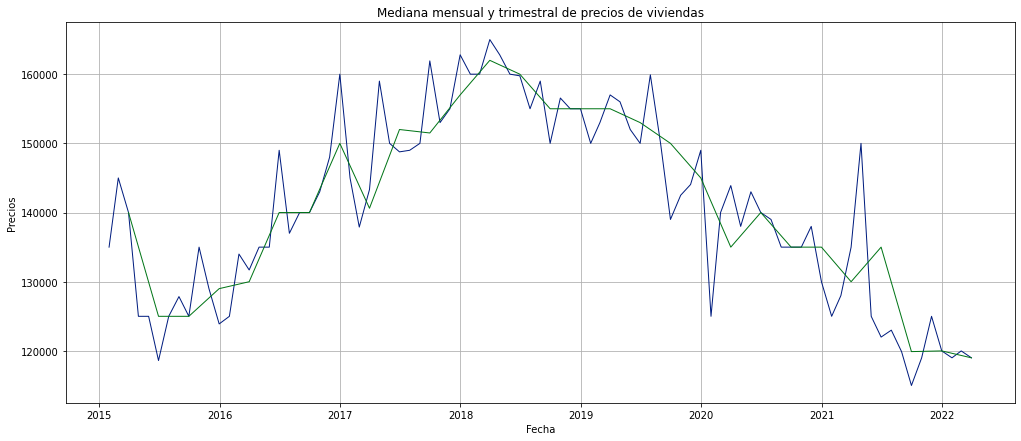 Mediana mensual y trimestral de precios de viviendas
Precios
160000
150000
140000
130000
120000
2015 2016 2017 2018 2019 2020 2021 2022
Fecha